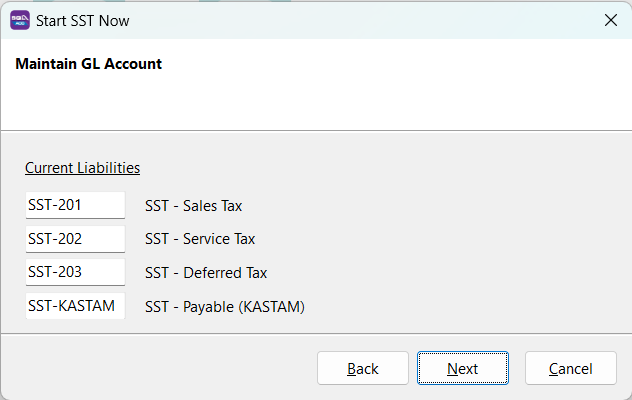 Start SST Now
Maintain GL Account
Current Liabilities
SST-201 SST - Sales Tax
SST-202 SST - Service Tax
SST-203 SST - Deferred Tax
SST-KASTAM SST - Payable (KASTAM)
Back Next Cancel